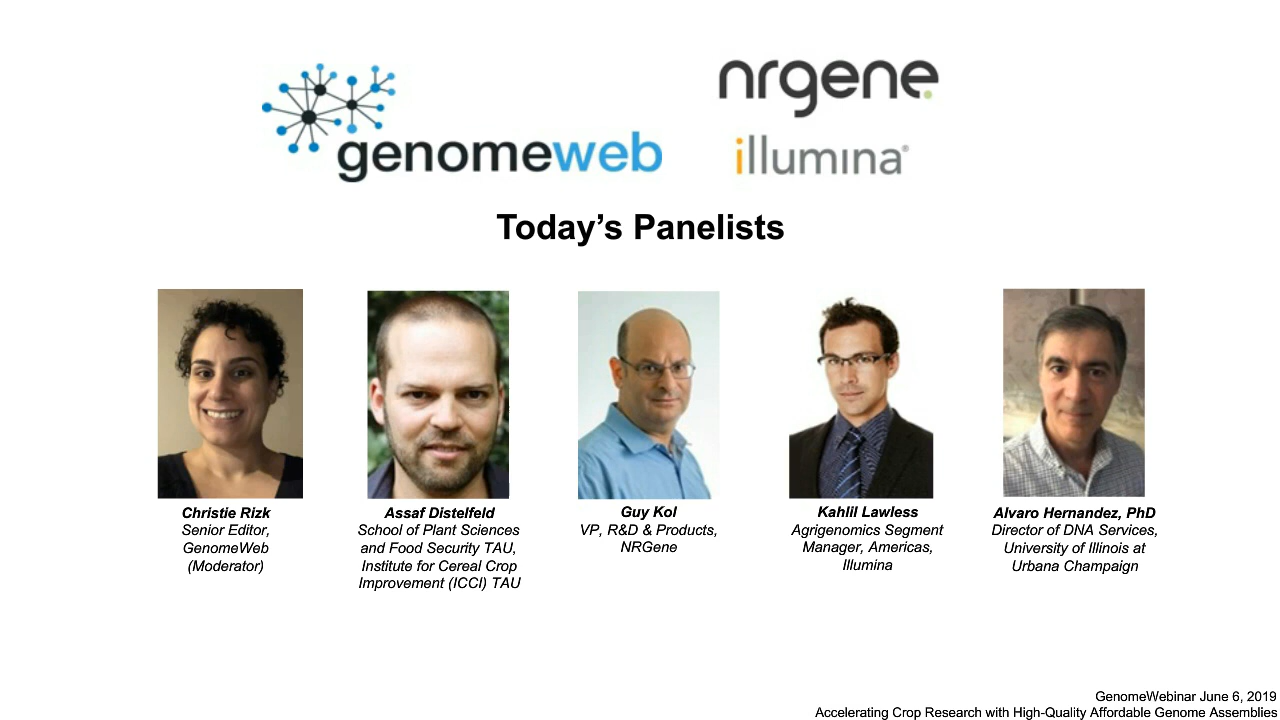 genomeweb
nrgene
illumina®
Today’s Panelists
Christie Rizk
Senior Editor,
GenomeWeb
(Moderator)
Assaf Distelfeld
School of Plant Sciences
and Food Security TAU,
Institute for Cereal Crop
Improvement (ICCI) TAU
Guy Kol
VP, R&D & Products,
NRGene
Kahlil Lawless
Agrigenomics Segment
Manager, Americas,
Illumina
Alvaro Hernandez, PhD
Director of DNA Services,
University of Illinois at
Urbana Champaign
GenomeWebinar June 6, 2019
Accelerating Crop Research with High-Quality Affordable Genome Assemblies